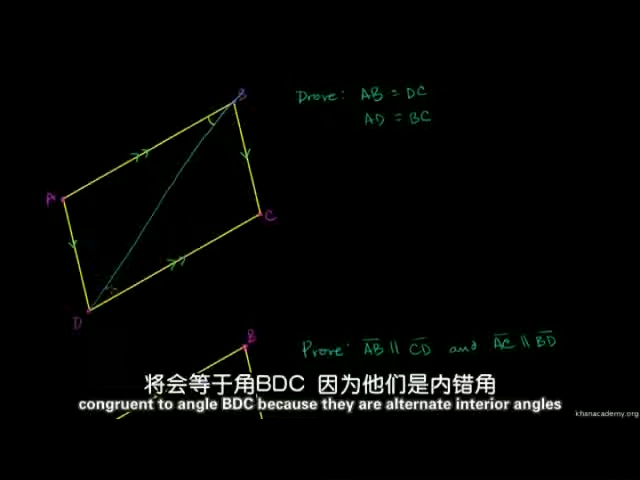 B
Prove: AB = DC
AD = BC
A
C
D
B
Prove: AB || CD and AC || BD
将会等于角BDC 因为他们是内错角
congruent to angle BDC because they are alternate interior angles
khanacademy.org